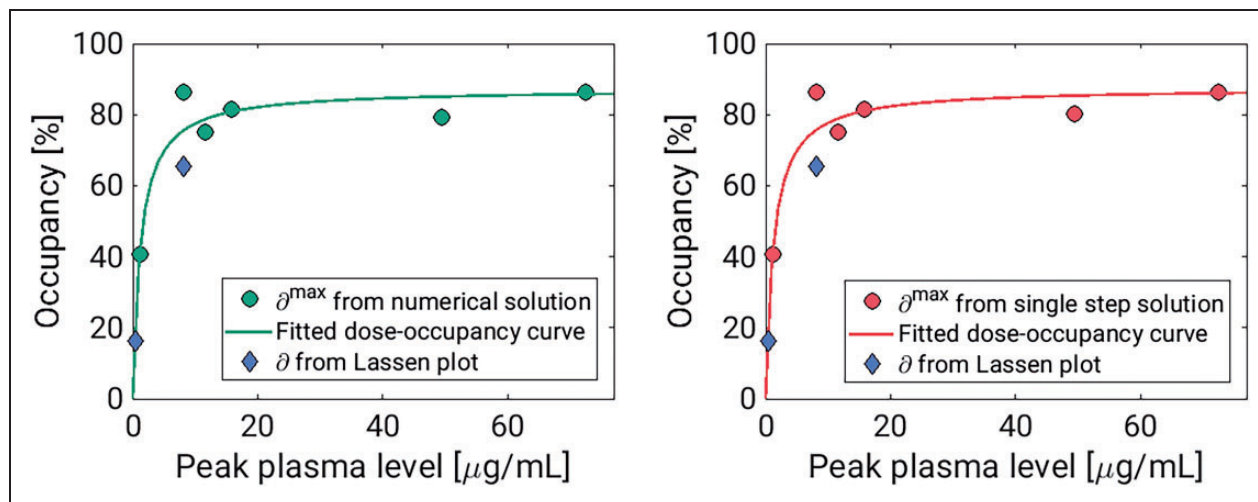 100
80
60
40
20
0
Occupancy [%]
∂max from numerical solution
Fitted dose-occupancy curve
∂ from Lassen plot
0 20 40 60
Peak plasma level [μg/mL]
100
80
60
40
20
0
Occupancy [%]
∂max from single step solution
Fitted dose-occupancy curve
∂ from Lassen plot
0 20 40 60
Peak plasma level [μg/mL]